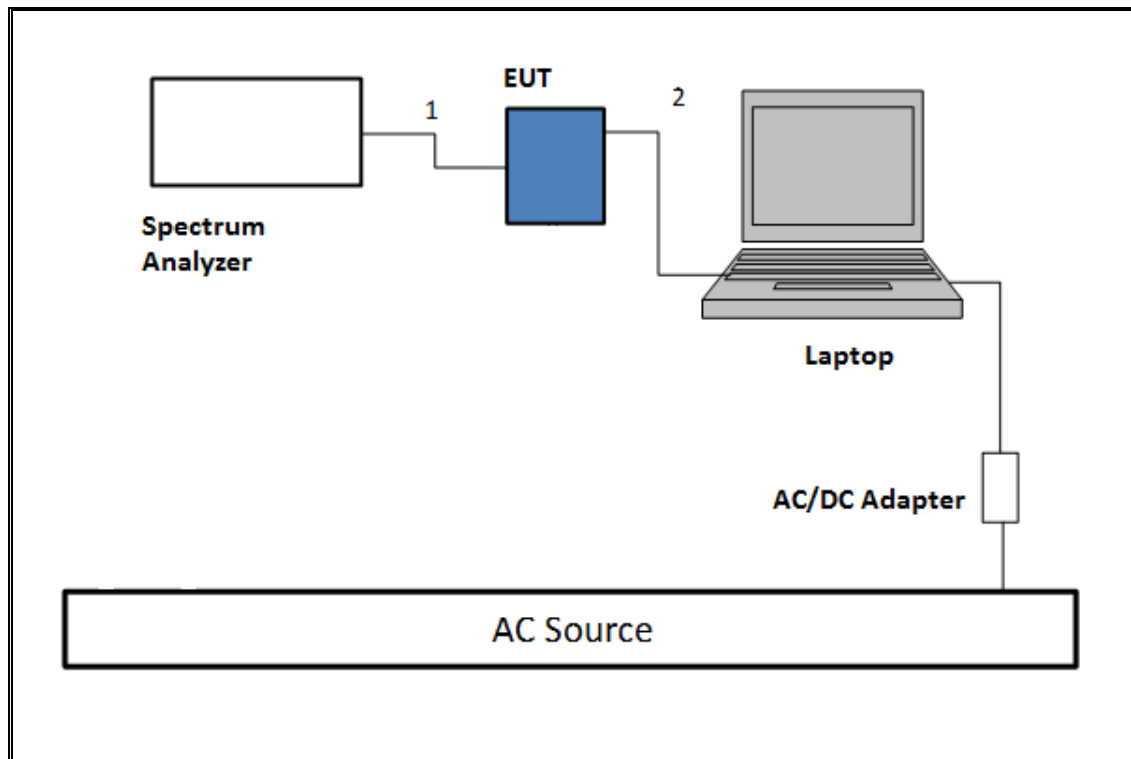 EUT
1
2
Spectrum
Analyzer
Laptop
AC/DC Adapter
AC Source